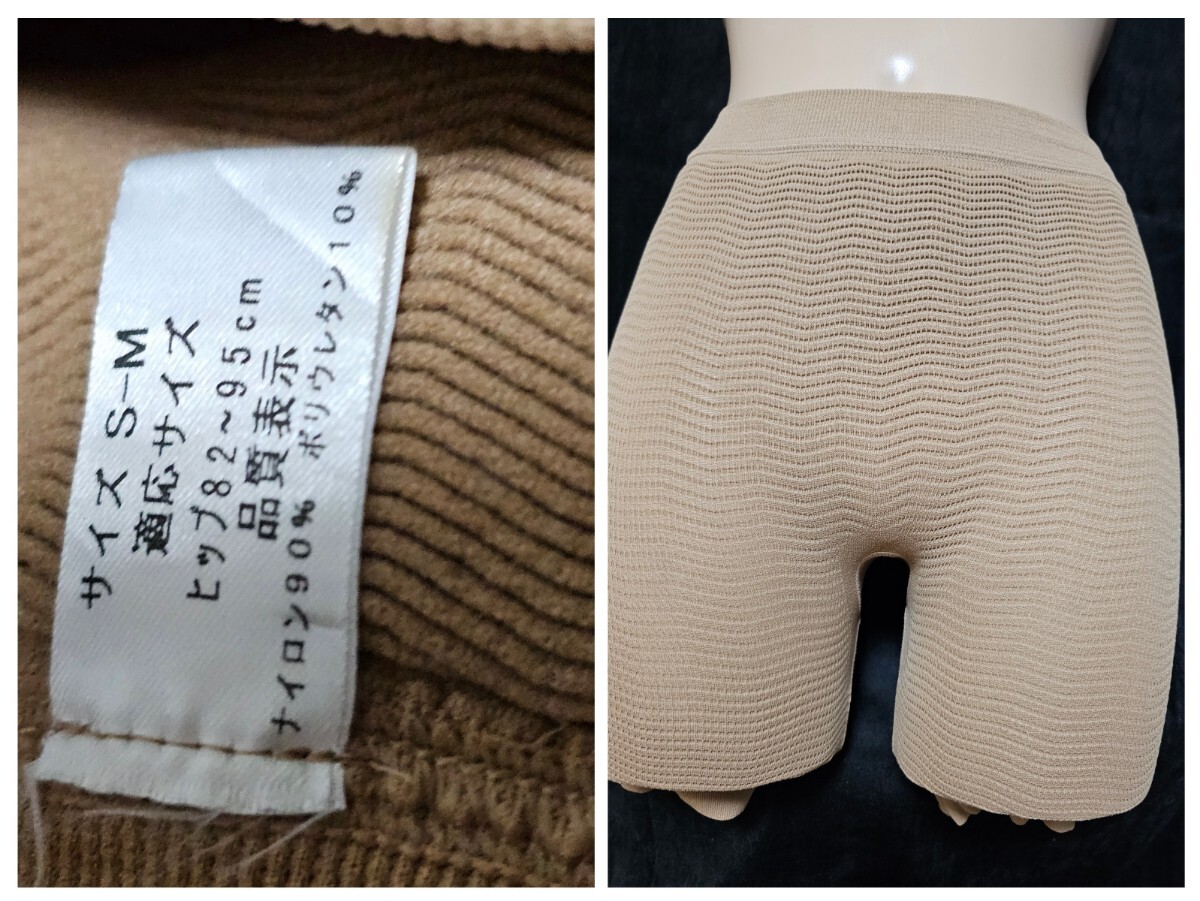 サイズ S-M
適応サイズ
ヒップ82~95cm
品質表示
ナイロン90% ポリウレタン10%